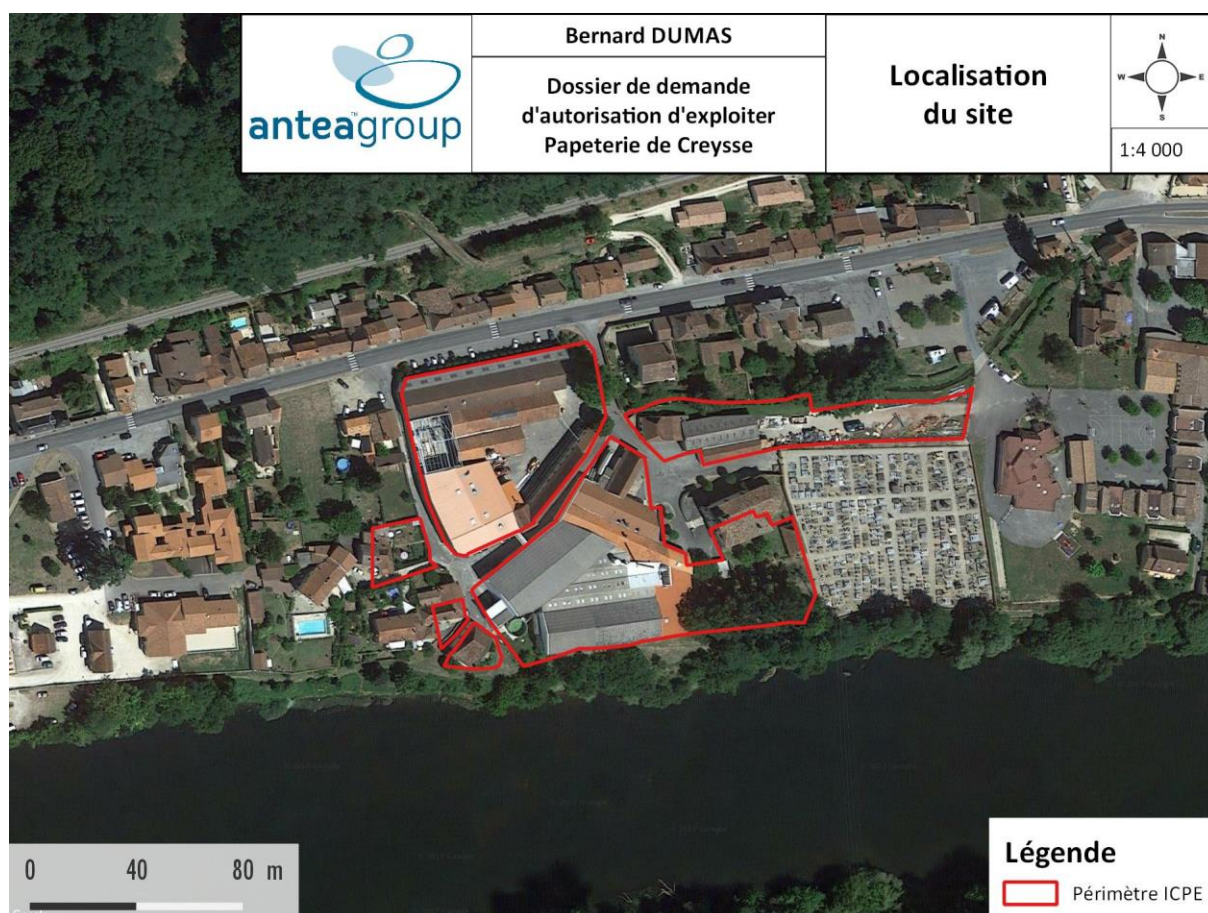 anteagroup
Bernard DUMAS
Dossier de demande
d'autorisation d'exploiter
Papeterie de Creysse
Localisation
du site
N
W E
S
1:4 000
0 40 80 m
Légende
Périmètre ICPE